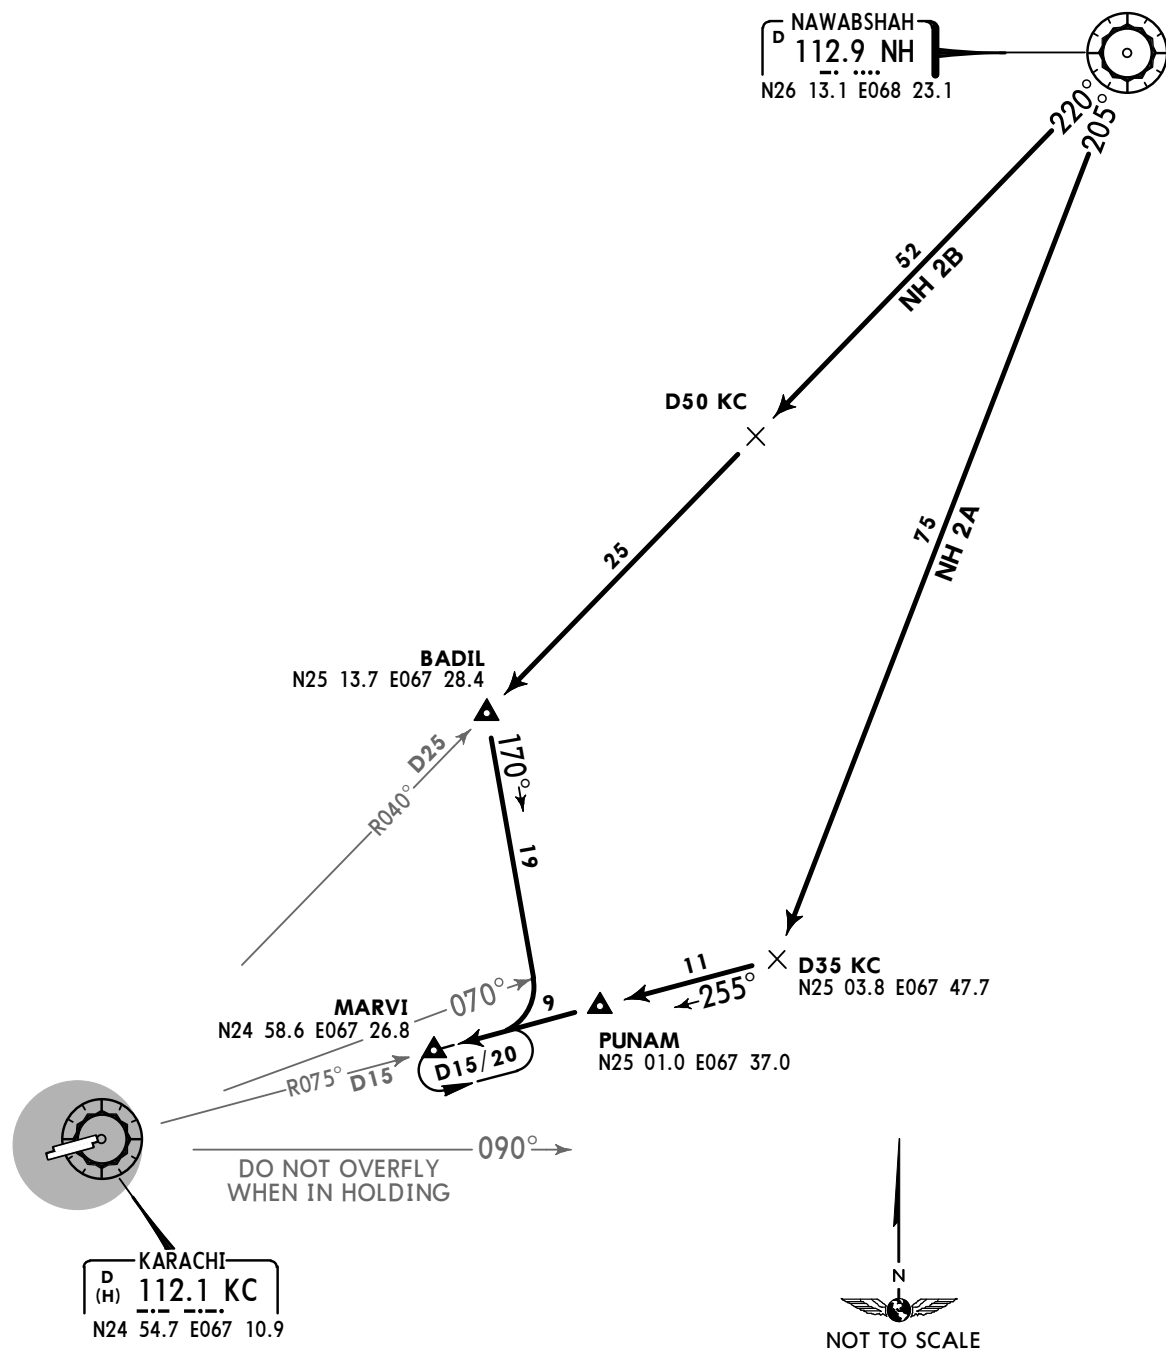 NAWABSHAH
D 112.9 NH
N26 13.1 E068 23.1
220°
205°
52
NH 2B
D50 KC
75
NH 2A
25
BADIL
N25 13.7 E067 28.4
R040° D25
170°
19
11
255°
D35 KC
N25 03.8 E067 47.7
MARVI
N24 58.6 E067 26.8
070°
9
PUNAM
N25 01.0 E067 37.0
D15/20
R075° D15
090°
DO NOT OVERFLY
WHEN IN HOLDING
KARACHI
D
(H) 112.1 KC
N24 54.7 E067 10.9
N
NOT TO SCALE